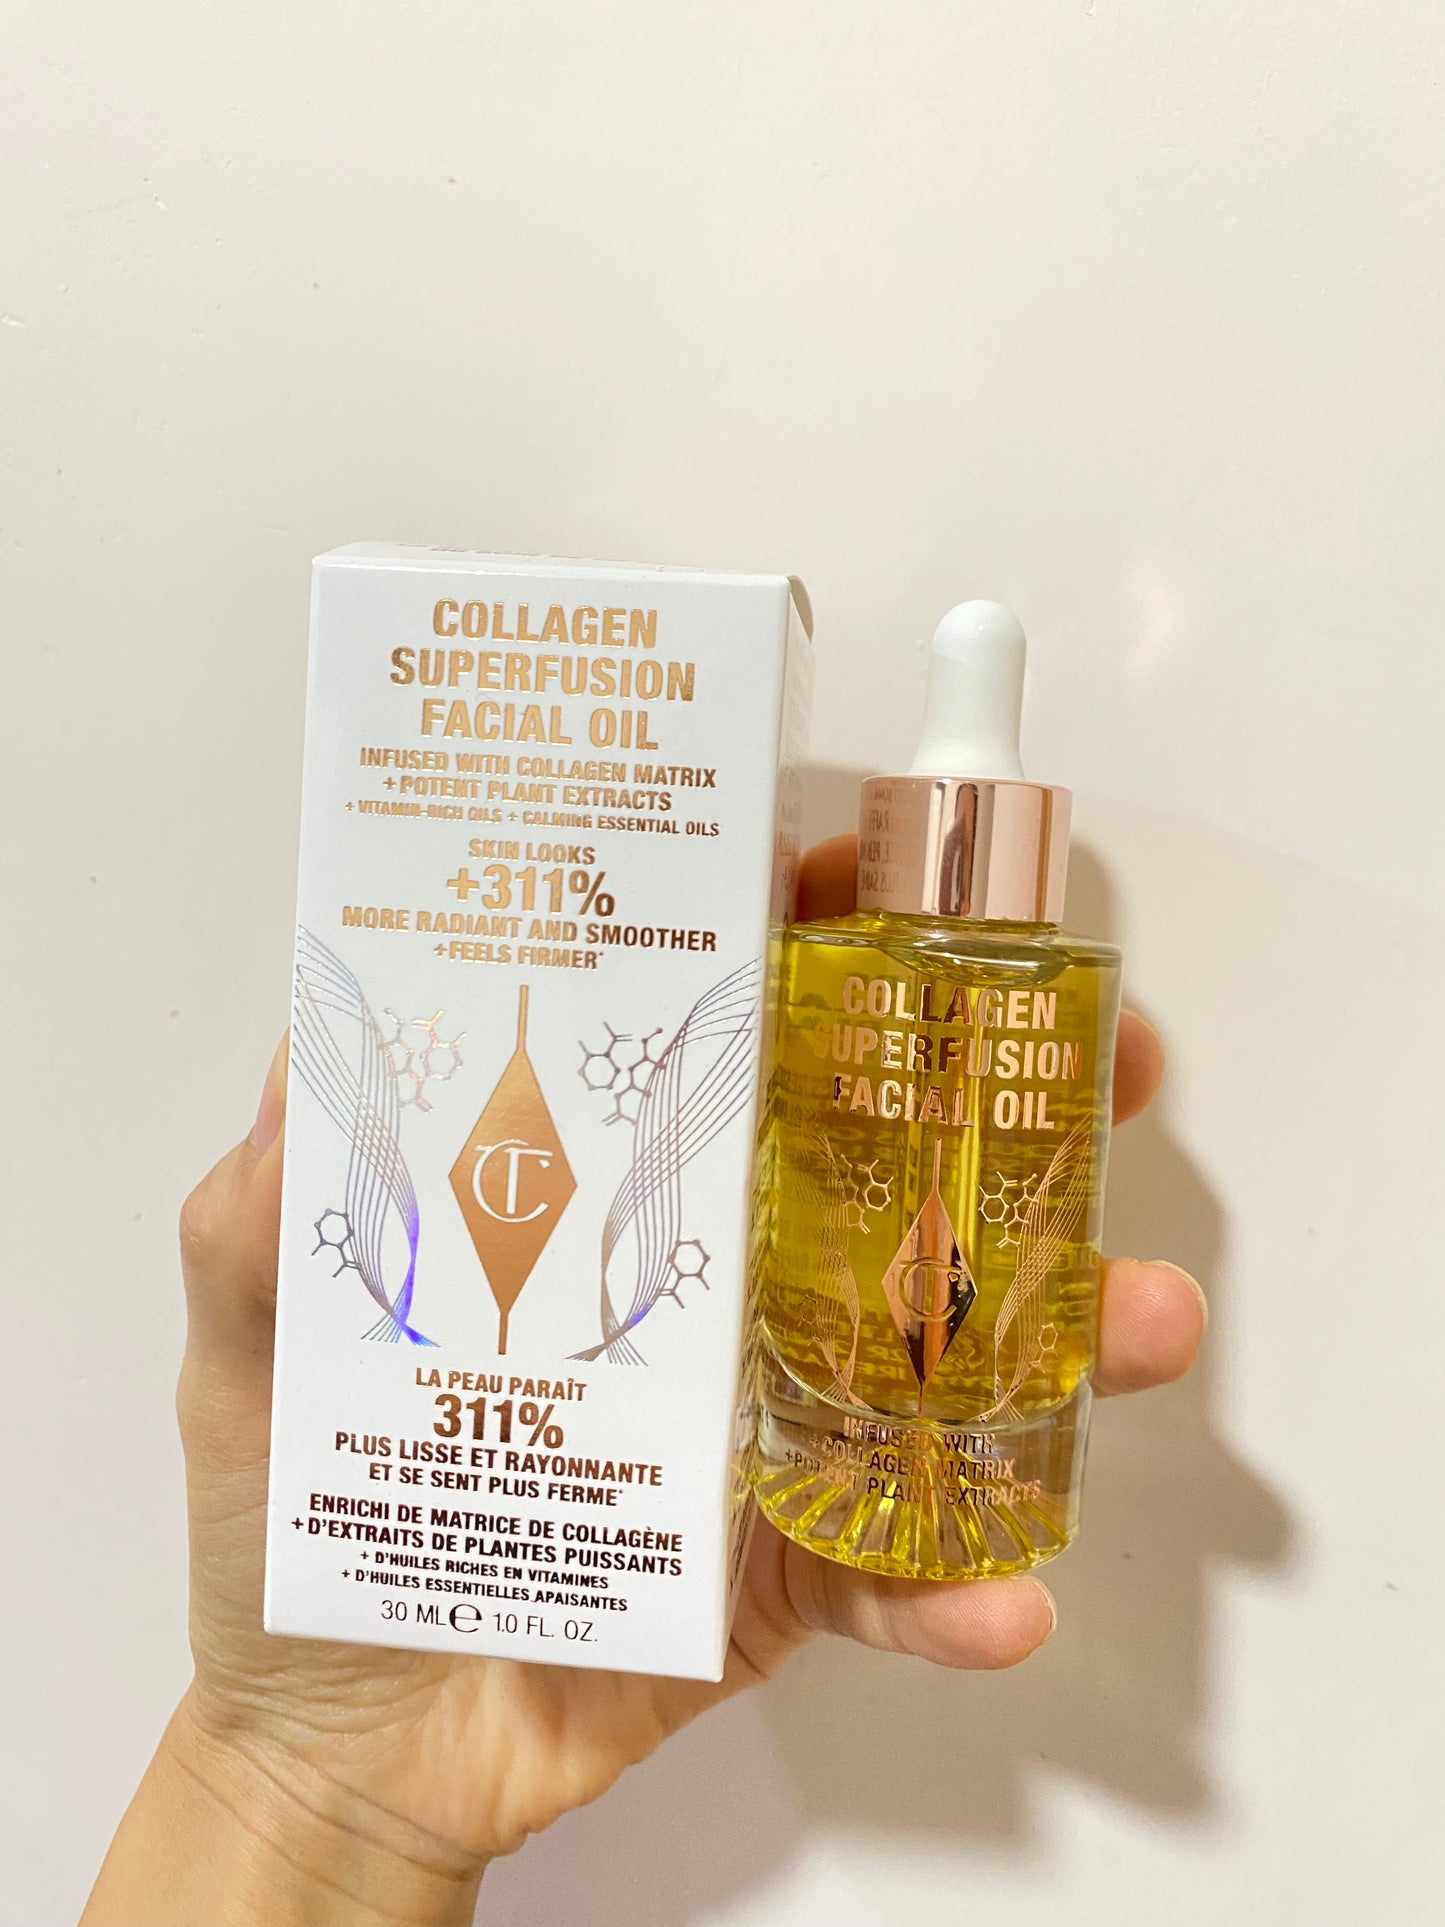 COLLAGEN
SUPERFUSION
FACIAL OIL
INFUSED WITH COLLAGEN MATRIX
+POTENT PLANT EXTRACTS
+ VITAMIN-RICH OILS + CALMING ESSENTIAL OILS
SKIN LOOKS
+311%
MORE RADIANT AND SMOOTHER
+FEELS FIRMER*
CT
LA PEAU PARAÎT
311%
PLUS LISSE ET RAYONNANTE
ET SE SENT PLUS FERME*
ENRICHI DE MATRICE DE COLLAGÈNE
+ D'EXTRAITS DE PLANTES PUISSANTS
+ D'HUILES RICHES EN VITAMINES
+ D'HUILES ESSENTIELLES APAISANTES
30 ML ℮ 1.0 FL. OZ.
COLLAGEN
SUPERFUSION
FACIAL OIL
CT
INFUSED WITH
+COLLAGEN MATRIX
+POTENT PLANT EXTRACTS